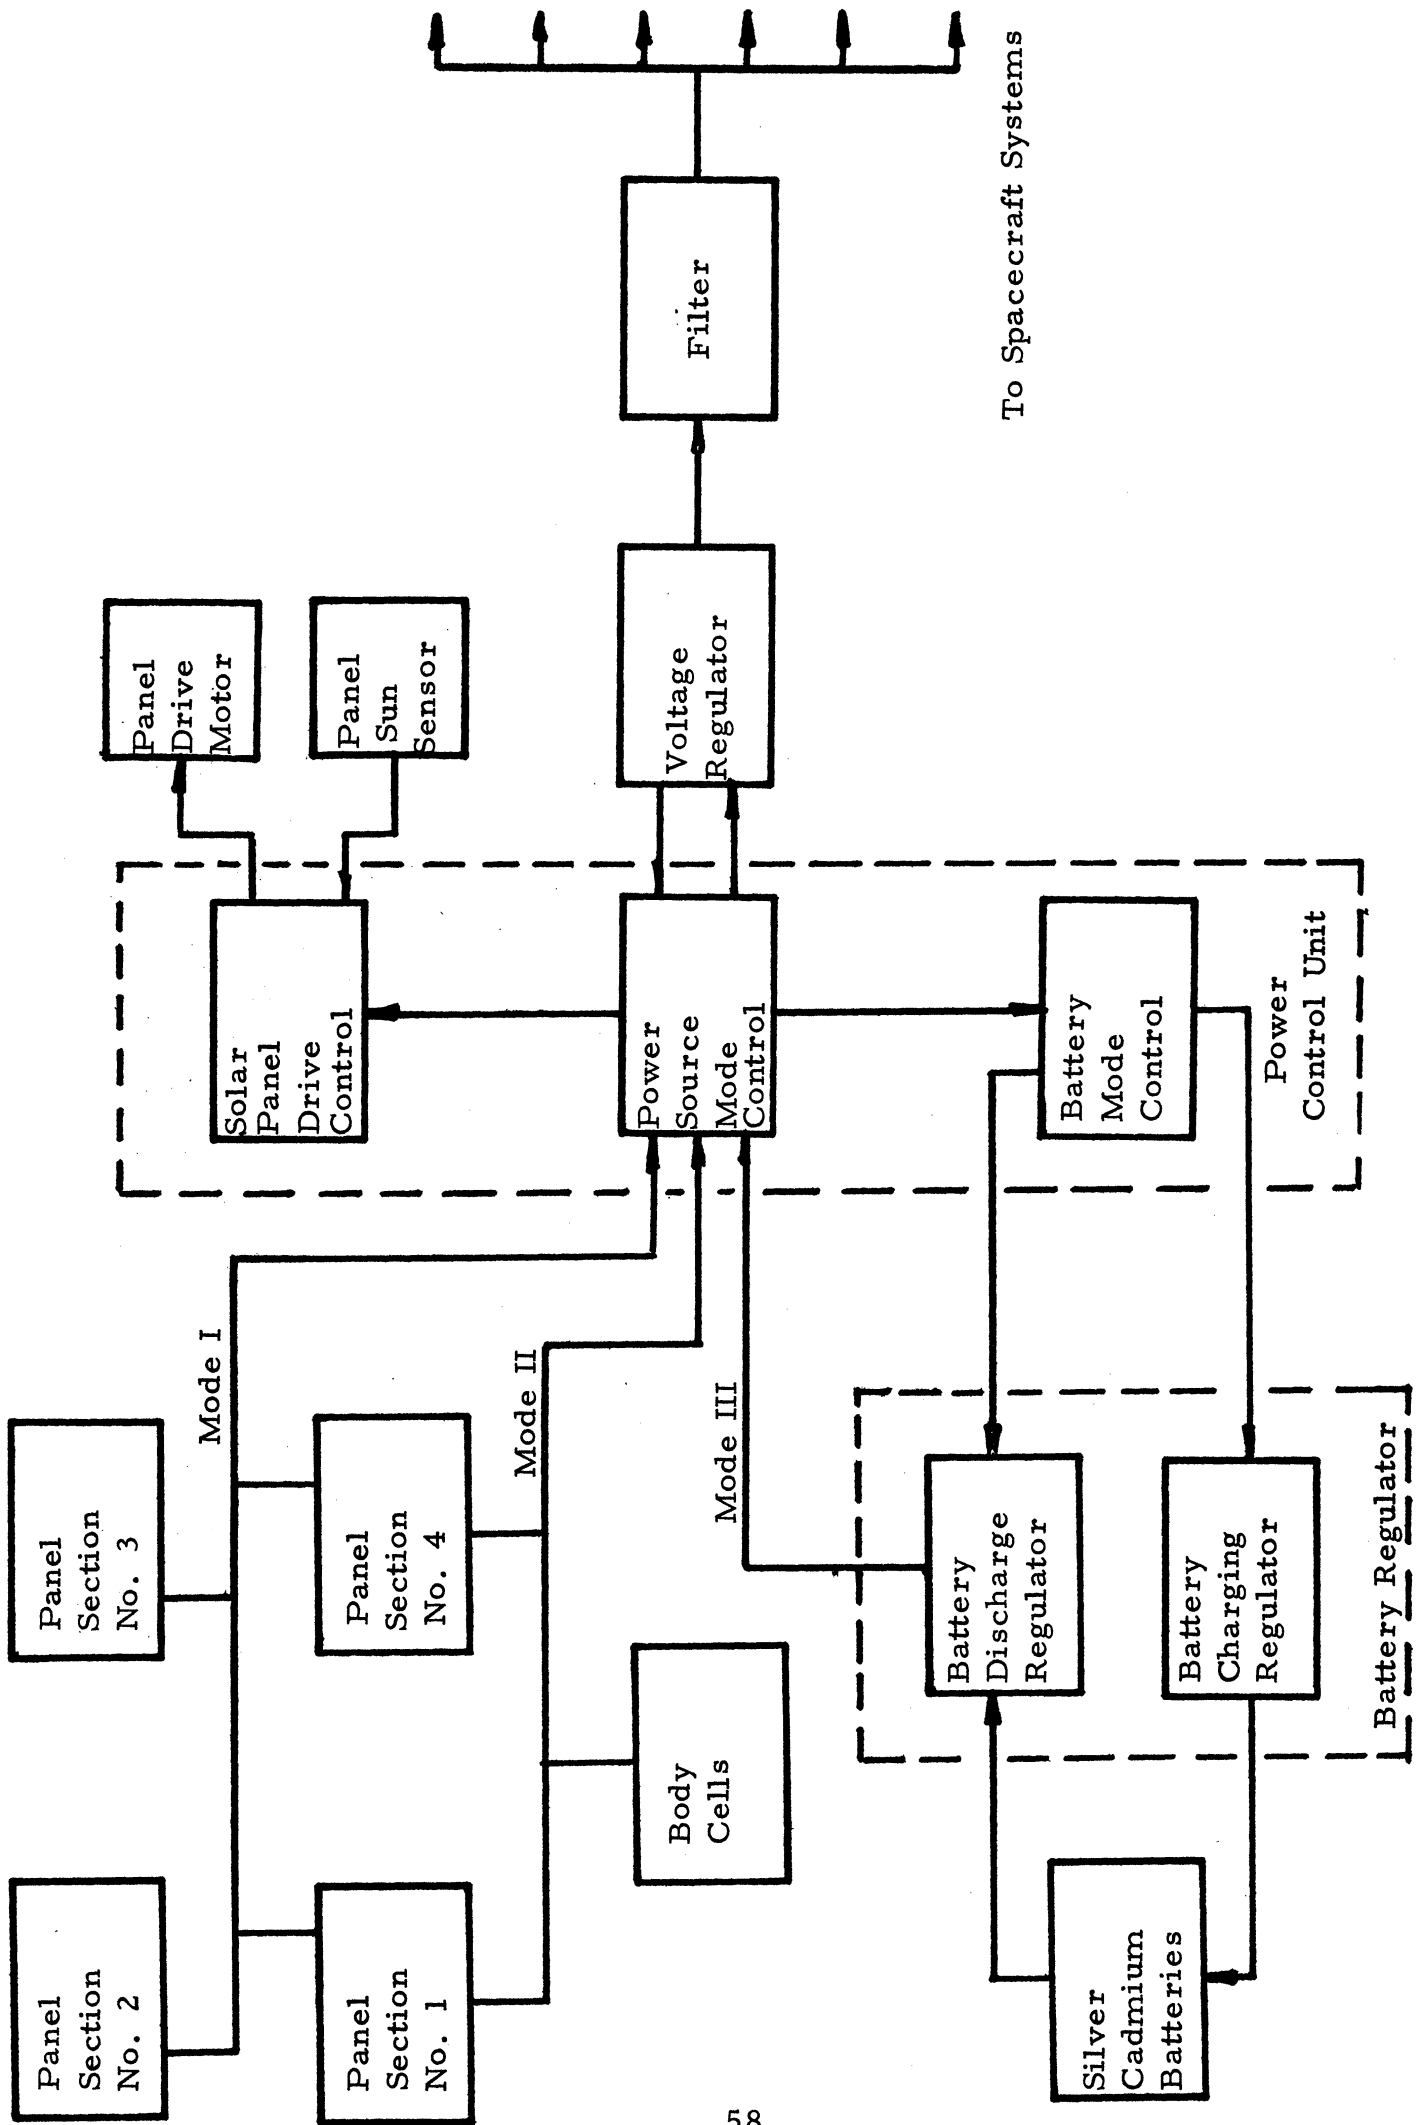 Panel
Section
No. 2
Panel
Section
No. 3
Mode I
Panel
Section
No. 1
Panel
Section
No. 4
Mode II
Body
Cells
Mode III
Silver
Cadmium
Batteries
Battery
Discharge
Regulator
Battery
Charging
Regulator
Battery Regulator
Solar
Panel
Drive
Control
Power
Source
Mode
Control
Battery
Mode
Control
Power
Control Unit
Panel
Drive
Motor
Panel
Sun
Sensor
Voltage
Regulator
Filter
To Spacecraft Systems
58